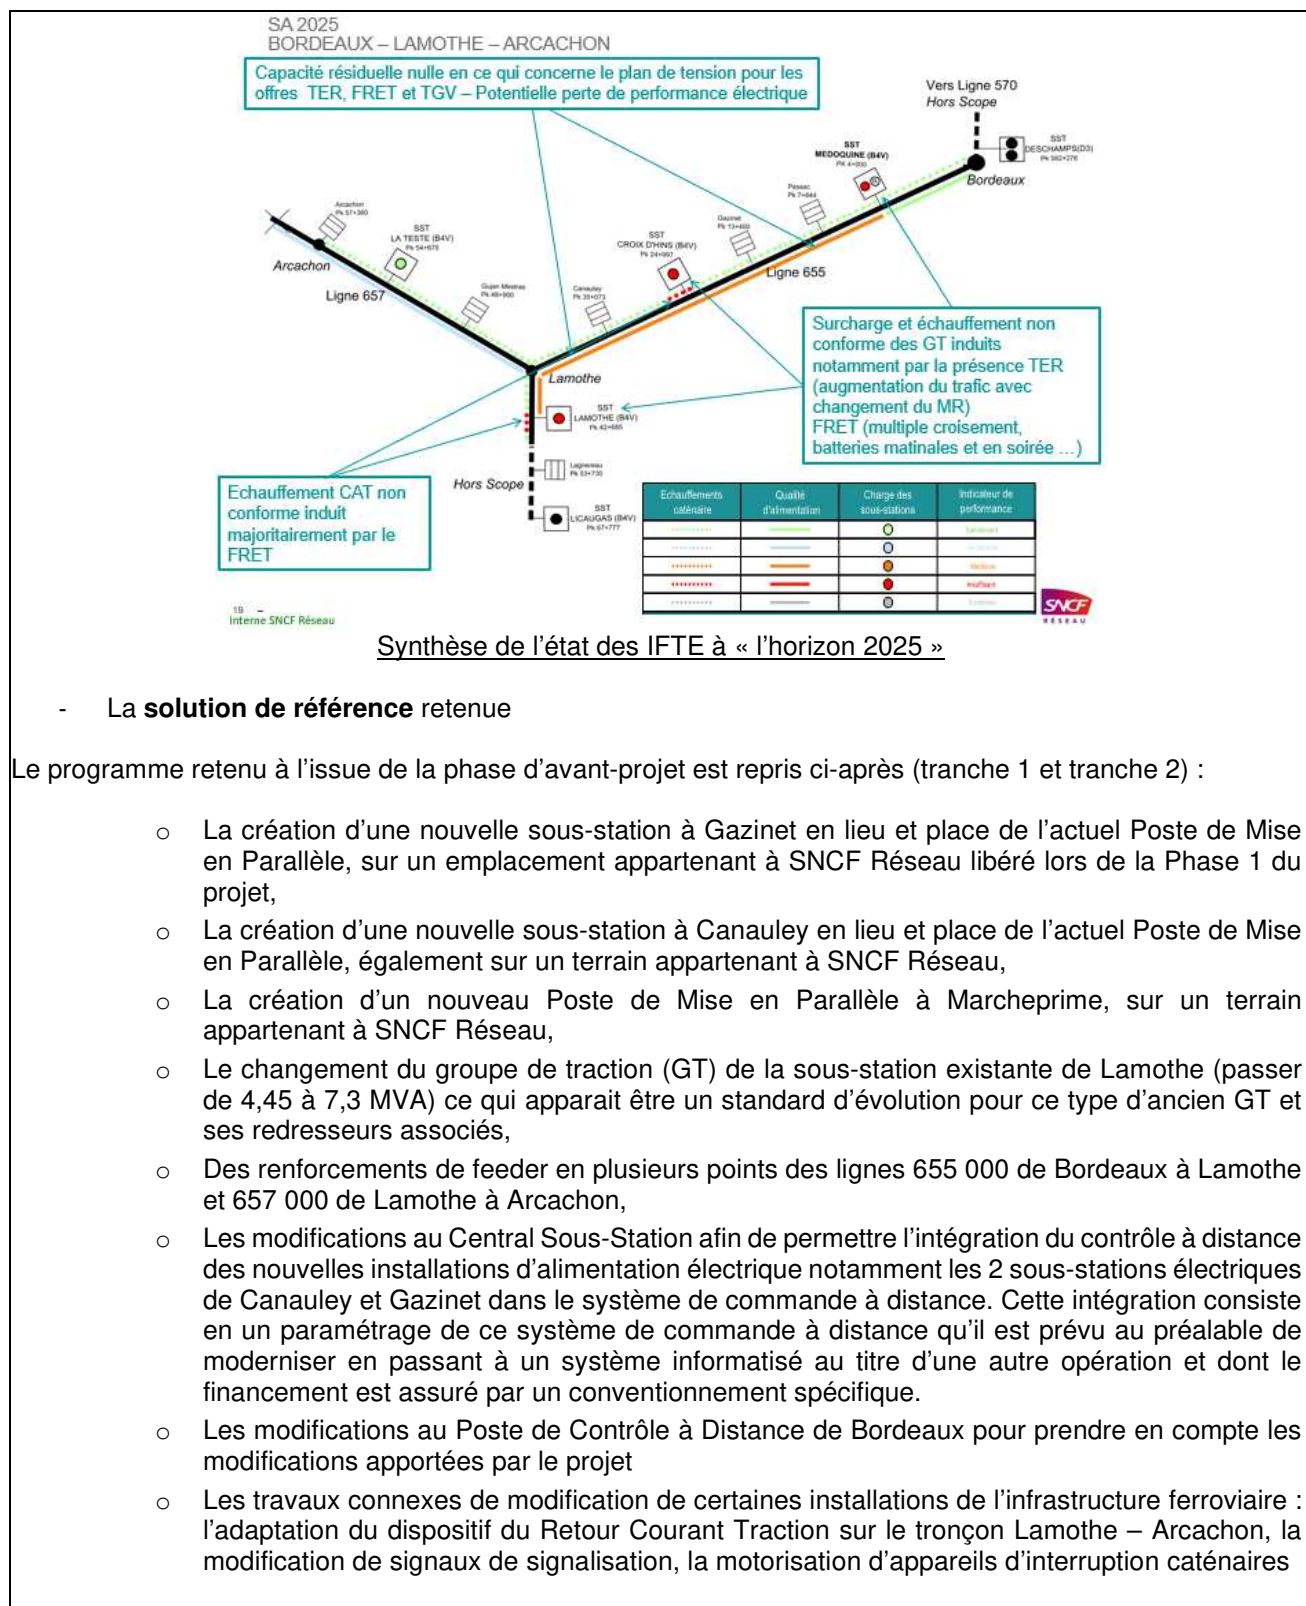 SA 2025
BORDEAUX – LAMOTHE – ARCACHON
Capacité résiduelle nulle en ce qui concerne le plan de tension pour les
offres TER, FRET et TGV – Potentielle perte de performance électrique
Vers Ligne 570
Hors Scope
SST
DESCHAMPS(D3)
Bordeaux
SST
MEDOQUINE (B4V)
Pessac
Pk 7+844
Gazinet
SST
CROIX D'HINS (B4V)
Pk 24+997
Ligne 655
Arcachon
SST
LA TESTE (B4V)
Pk 54+675
Arcachon
Ligne 657
Gujan Mestras
Canauley
Pk 35+073
Lamothe
SST
LAMOTHE (B4V)
Surcharge et échauffement non
conforme des GT induits
notamment par la présence TER
(augmentation du trafic avec
changement du MR)
FRET (multiple croisement,
batteries matinales et en soirée ...)
Hors Scope
SST
LICAUGAS (B4V)
Pk 67+777
Echauffement CAT non
conforme induit
majoritairement par le
FRET
Echauffements
caténaire
Qualité
d'alimentation
Charge des
sous-stations
Indicateur de
performance
Insuffisant
19 –
Interne SNCF Réseau
SNCF
RÉSEAU
Synthèse de l'état des IFTE à « l'horizon 2025 »
- La solution de référence retenue
Le programme retenu à l'issue de la phase d'avant-projet est repris ci-après (tranche 1 et tranche 2) :
o La création d'une nouvelle sous-station à Gazinet en lieu et place de l'actuel Poste de Mise
en Parallèle, sur un emplacement appartenant à SNCF Réseau libéré lors de la Phase 1 du
projet,
o La création d'une nouvelle sous-station à Canauley en lieu et place de l'actuel Poste de Mise
en Parallèle, également sur un terrain appartenant à SNCF Réseau,
o La création d'un nouveau Poste de Mise en Parallèle à Marcheprime, sur un terrain
appartenant à SNCF Réseau,
o Le changement du groupe de traction (GT) de la sous-station existante de Lamothe (passer
de 4,45 à 7,3 MVA) ce qui apparait être un standard d'évolution pour ce type d'ancien GT et
ses redresseurs associés,
o Des renforcements de feeder en plusieurs points des lignes 655 000 de Bordeaux à Lamothe
et 657 000 de Lamothe à Arcachon,
o Les modifications au Central Sous-Station afin de permettre l'intégration du contrôle à distance
des nouvelles installations d'alimentation électrique notamment les 2 sous-stations électriques
de Canauley et Gazinet dans le système de commande à distance. Cette intégration consiste
en un paramétrage de ce système de commande à distance qu'il est prévu au préalable de
moderniser en passant à un système informatisé au titre d'une autre opération et dont le
financement est assuré par un conventionnement spécifique.
o Les modifications au Poste de Contrôle à Distance de Bordeaux pour prendre en compte les
modifications apportées par le projet
o Les travaux connexes de modification de certaines installations de l'infrastructure ferroviaire :
l'adaptation du dispositif du Retour Courant Traction sur le tronçon Lamothe – Arcachon, la
modification de signaux de signalisation, la motorisation d'appareils d'interruption caténaires